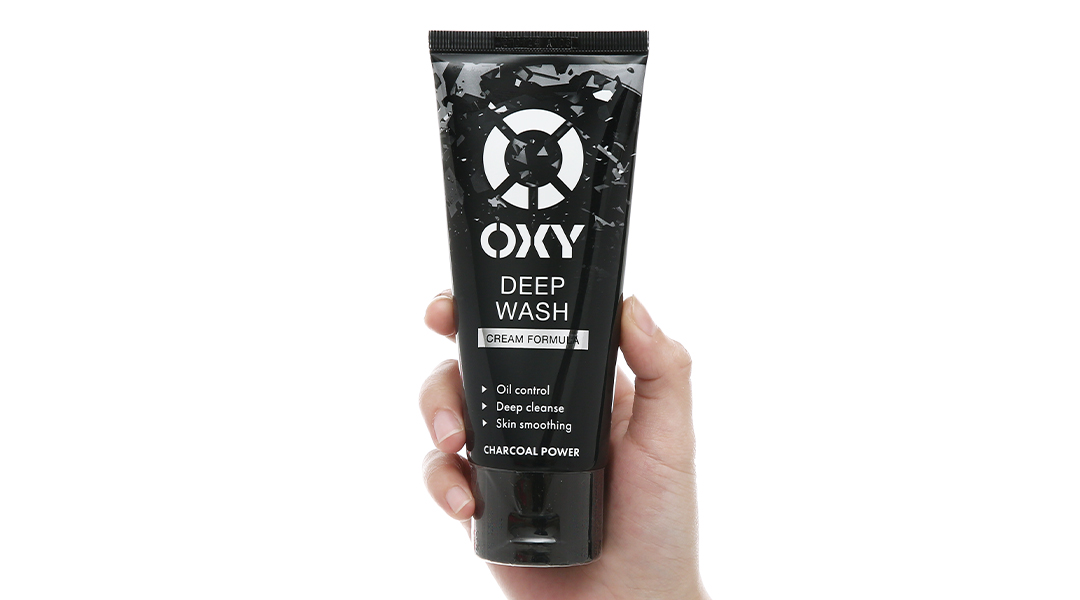 OXY
DEEP
WASH
CREAM FORMULA
Oil control
Deep cleanse
Skin smoothing
CHARCOAL POWER